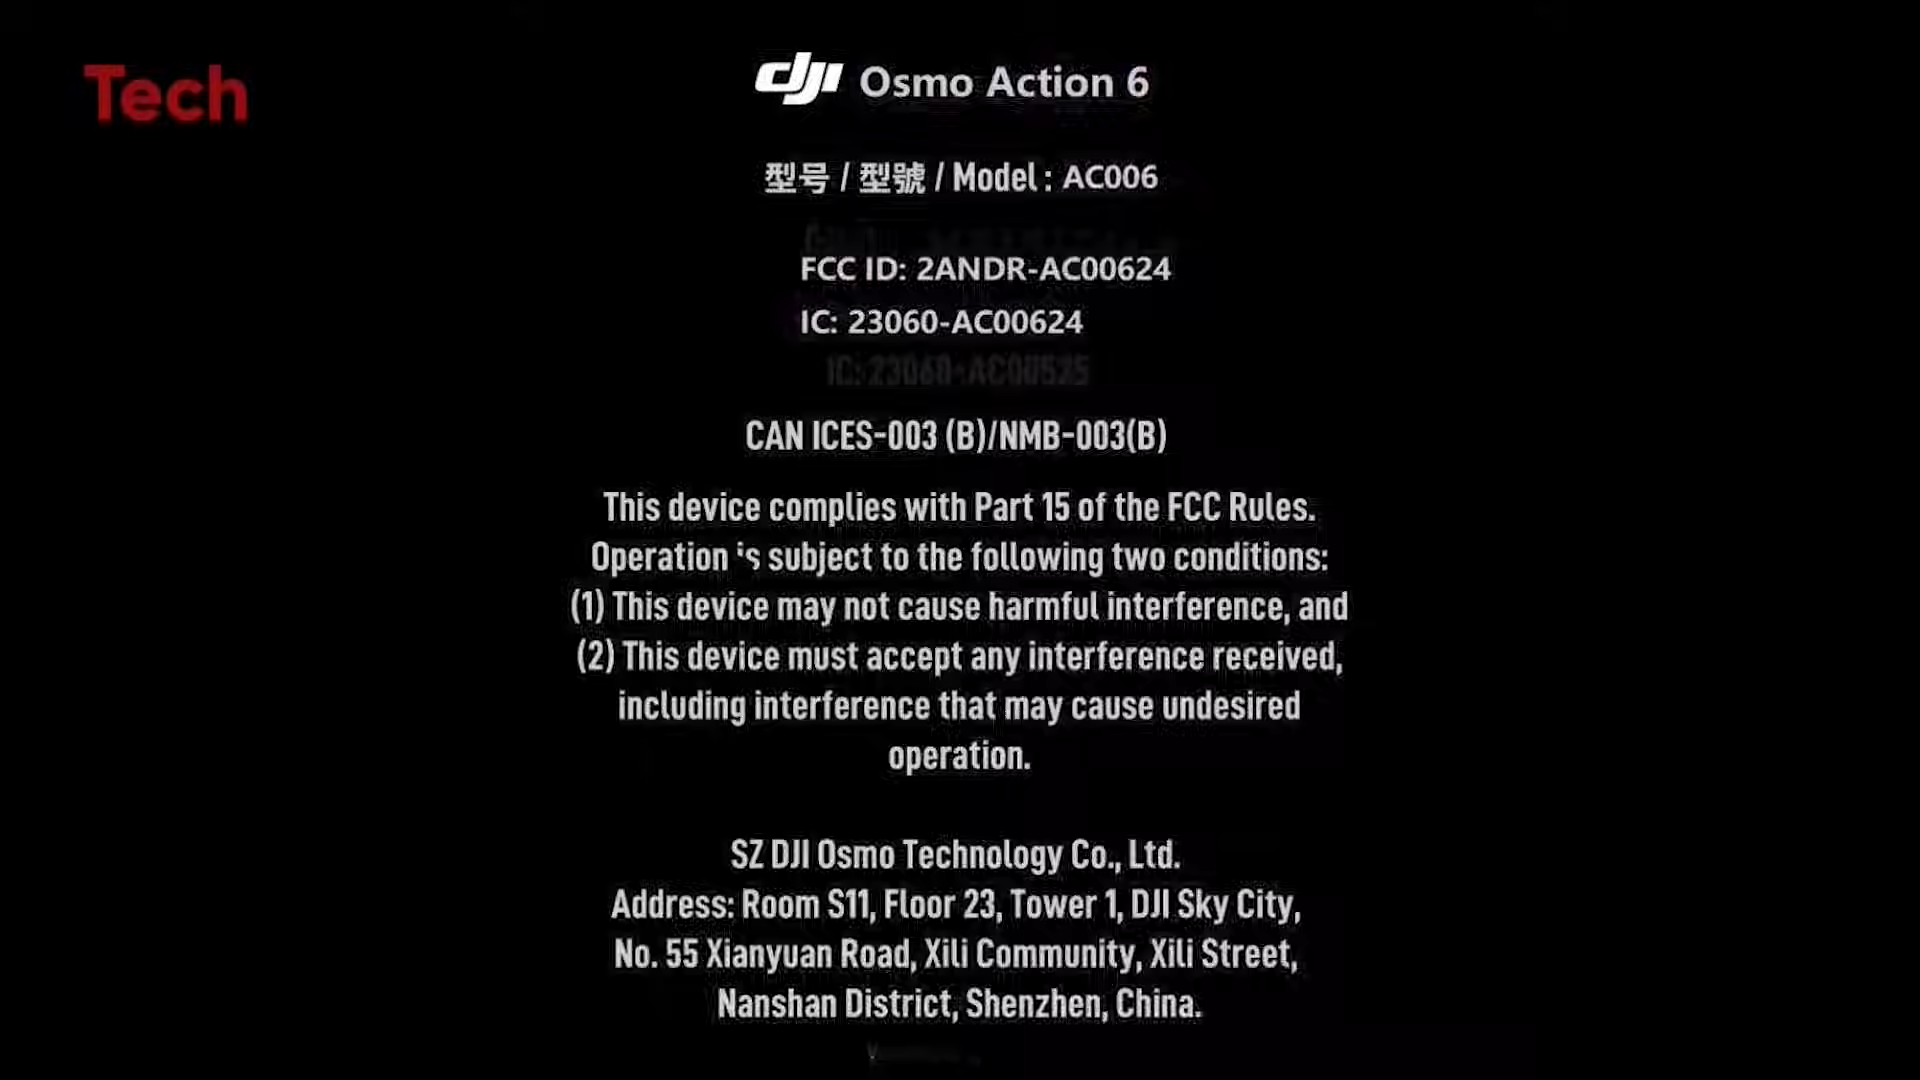 Tech
dji Osmo Action 6
型号 / 型號 / Model : AC006
FCC ID: 2ANDR-AC00624
IC: 23060-AC00624
IC: 23060-AC00525
CAN ICES-003 (B)/NMB-003(B)
This device complies with Part 15 of the FCC Rules.
Operation is subject to the following two conditions:
(1) This device may not cause harmful interference, and
(2) This device must accept any interference received,
including interference that may cause undesired
operation.
SZ DJI Osmo Technology Co., Ltd.
Address: Room S11, Floor 23, Tower 1, DJI Sky City,
No. 55 Xianyuan Road, Xili Community, Xili Street,
Nanshan District, Shenzhen, China.